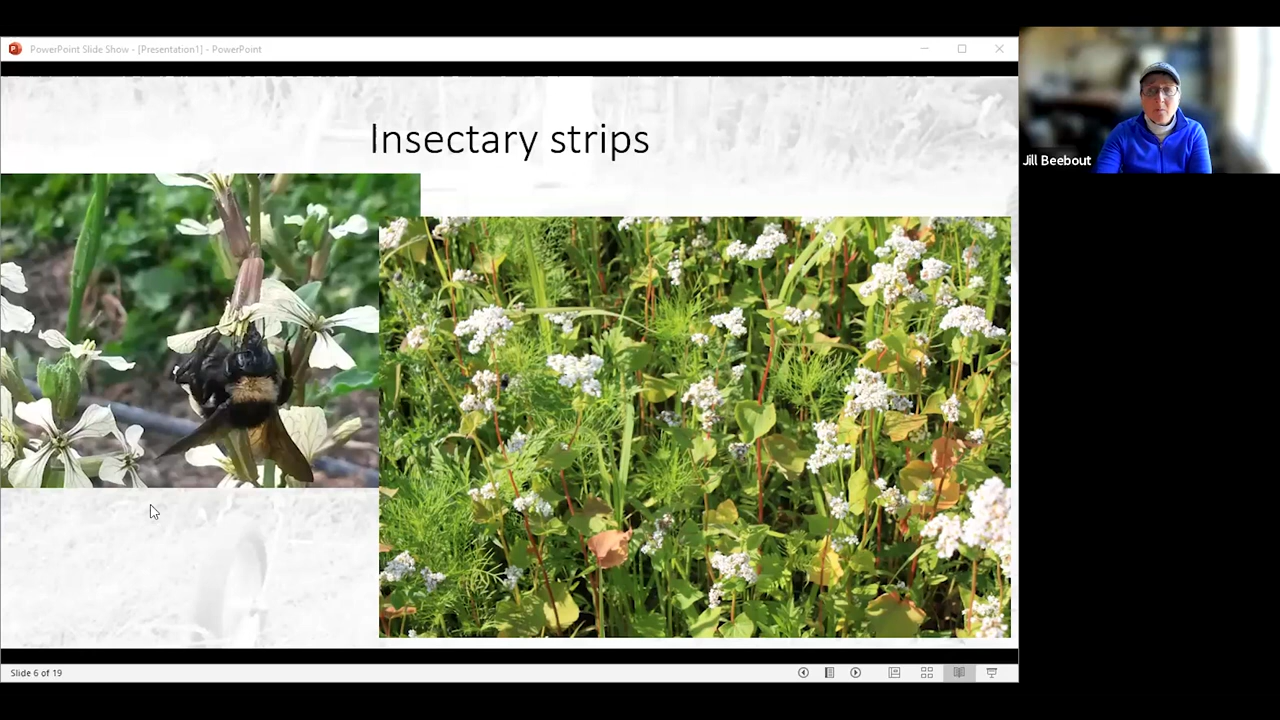 PowerPoint Slide Show - [Presentation1] - PowerPoint
Insectary strips
Jill Beebout
Slide 6 of 19